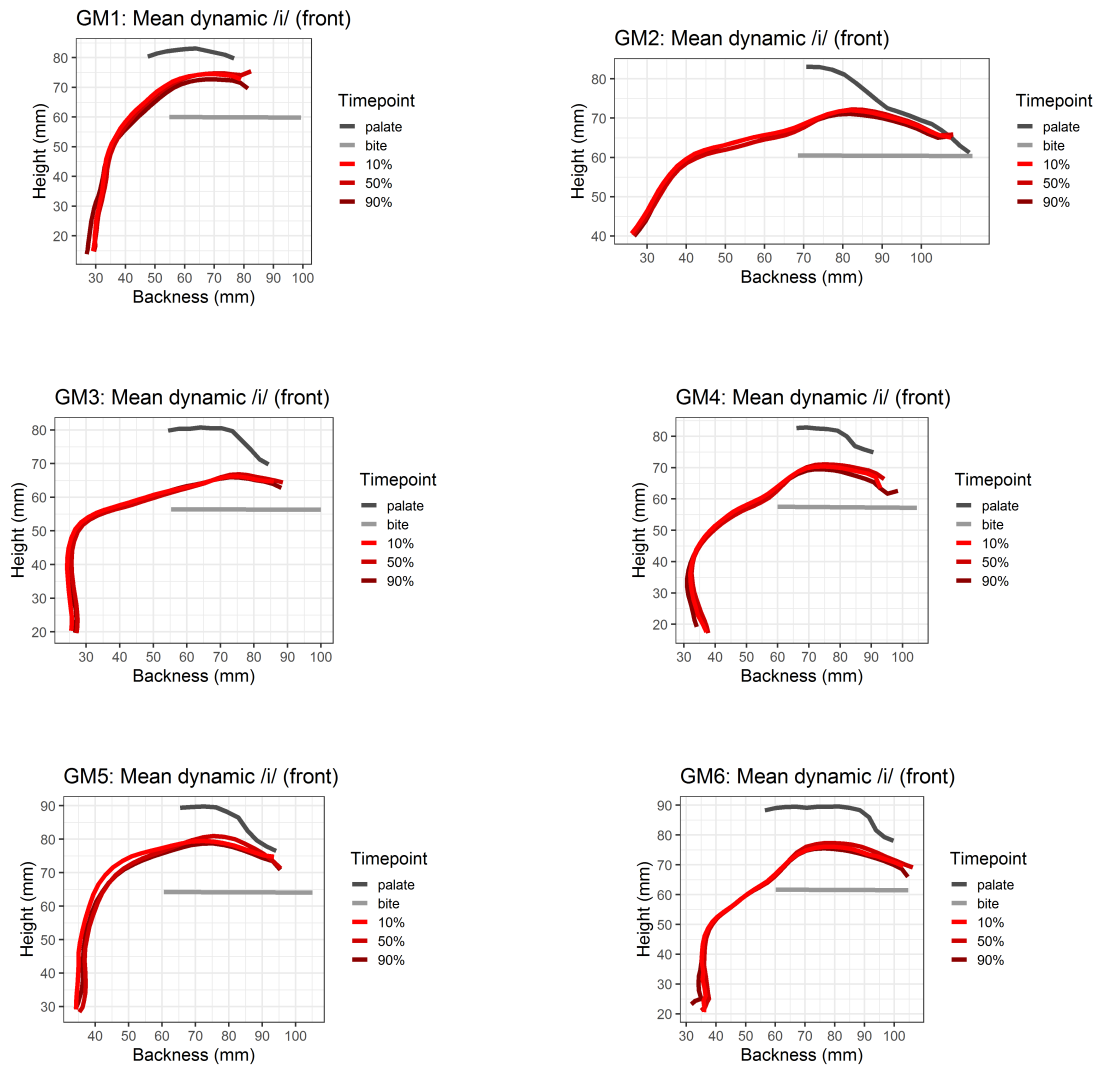 GM1: Mean dynamic /i/ (front)
80
70
60
50
40
30
20
Height (mm)
30 40 50 60 70 80 90 100
Backness (mm)
Timepoint
palate
bite
10%
50%
90%
GM2: Mean dynamic /i/ (front)
80
70
60
50
40
Height (mm)
30 40 50 60 70 80 90 100
Backness (mm)
Timepoint
palate
bite
10%
50%
90%
GM3: Mean dynamic /i/ (front)
80
70
60
50
40
30
20
Height (mm)
30 40 50 60 70 80 90 100
Backness (mm)
Timepoint
palate
bite
10%
50%
90%
GM4: Mean dynamic /i/ (front)
80
70
60
50
40
30
20
Height (mm)
30 40 50 60 70 80 90 100
Backness (mm)
Timepoint
palate
bite
10%
50%
90%
GM5: Mean dynamic /i/ (front)
90
80
70
60
50
40
30
Height (mm)
40 50 60 70 80 90 100
Backness (mm)
Timepoint
palate
bite
10%
50%
90%
GM6: Mean dynamic /i/ (front)
90
80
70
60
50
40
30
20
Height (mm)
30 40 50 60 70 80 90 100
Backness (mm)
Timepoint
palate
bite
10%
50%
90%